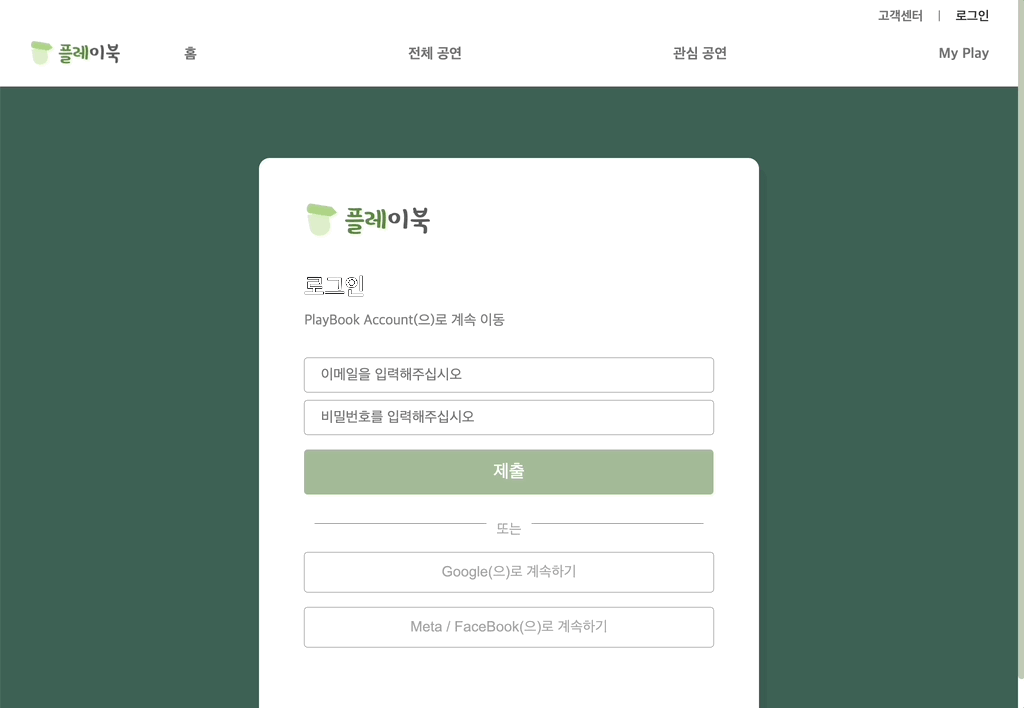 고객센터 | 로그인
플레이북 홈 전체 공연 관심 공연 My Play
플레이북
로그인
PlayBook Account(으)로 계속 이동
이메일을 입력해주십시오
비밀번호를 입력해주십시오
제출
또는
Google(으)로 계속하기
Meta / FaceBook(으)로 계속하기